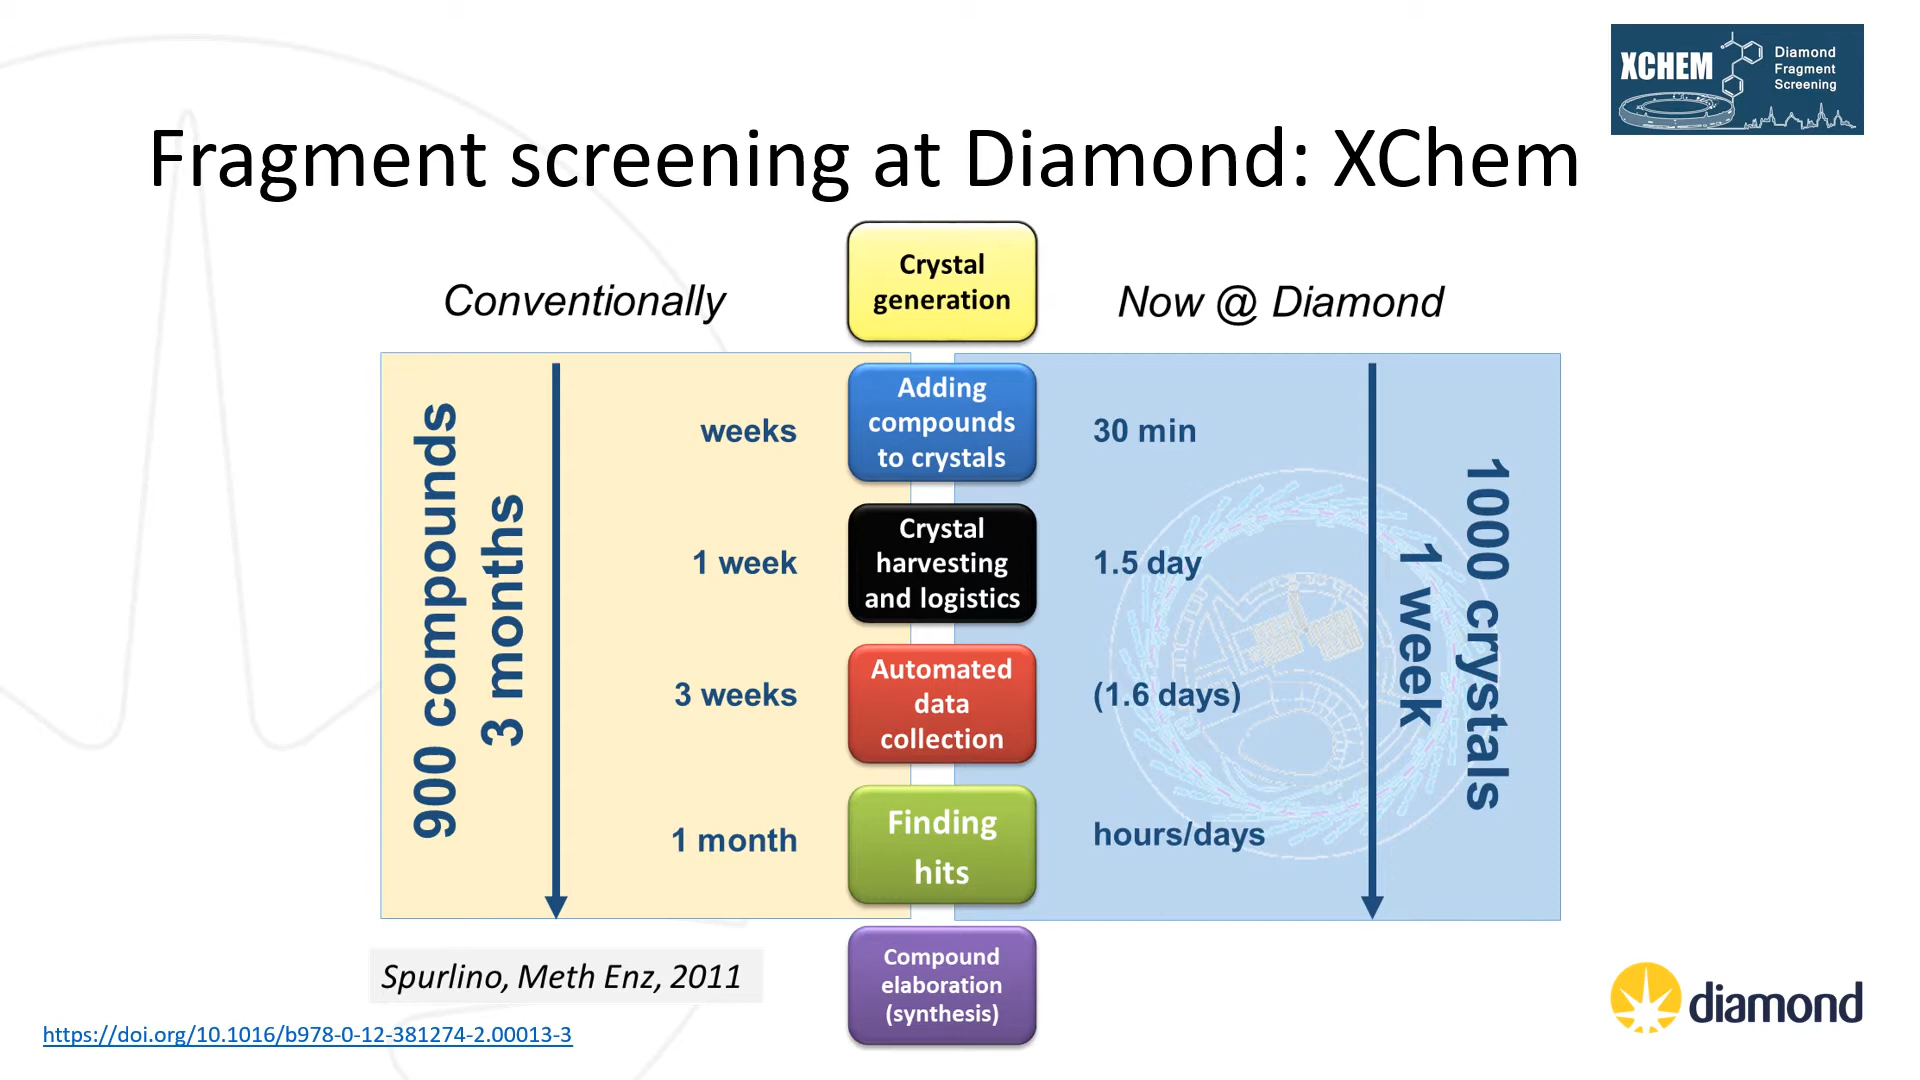 XCHEM
Diamond
Fragment
Screening
Fragment screening at Diamond: XChem
Conventionally
Crystal
generation
Now @ Diamond
900 compounds
3 months
weeks
Adding
compounds
to crystals
30 min
1 week
Crystal
harvesting
and logistics
1.5 day
3 weeks
Automated
data
collection
(1.6 days)
1 month
Finding
hits
hours/days
1000 crystals
1 week
Spurlino, Meth Enz, 2011
Compound
elaboration
(synthesis)
https://doi.org/10.1016/b978-0-12-381274-2.00013-3
diamond